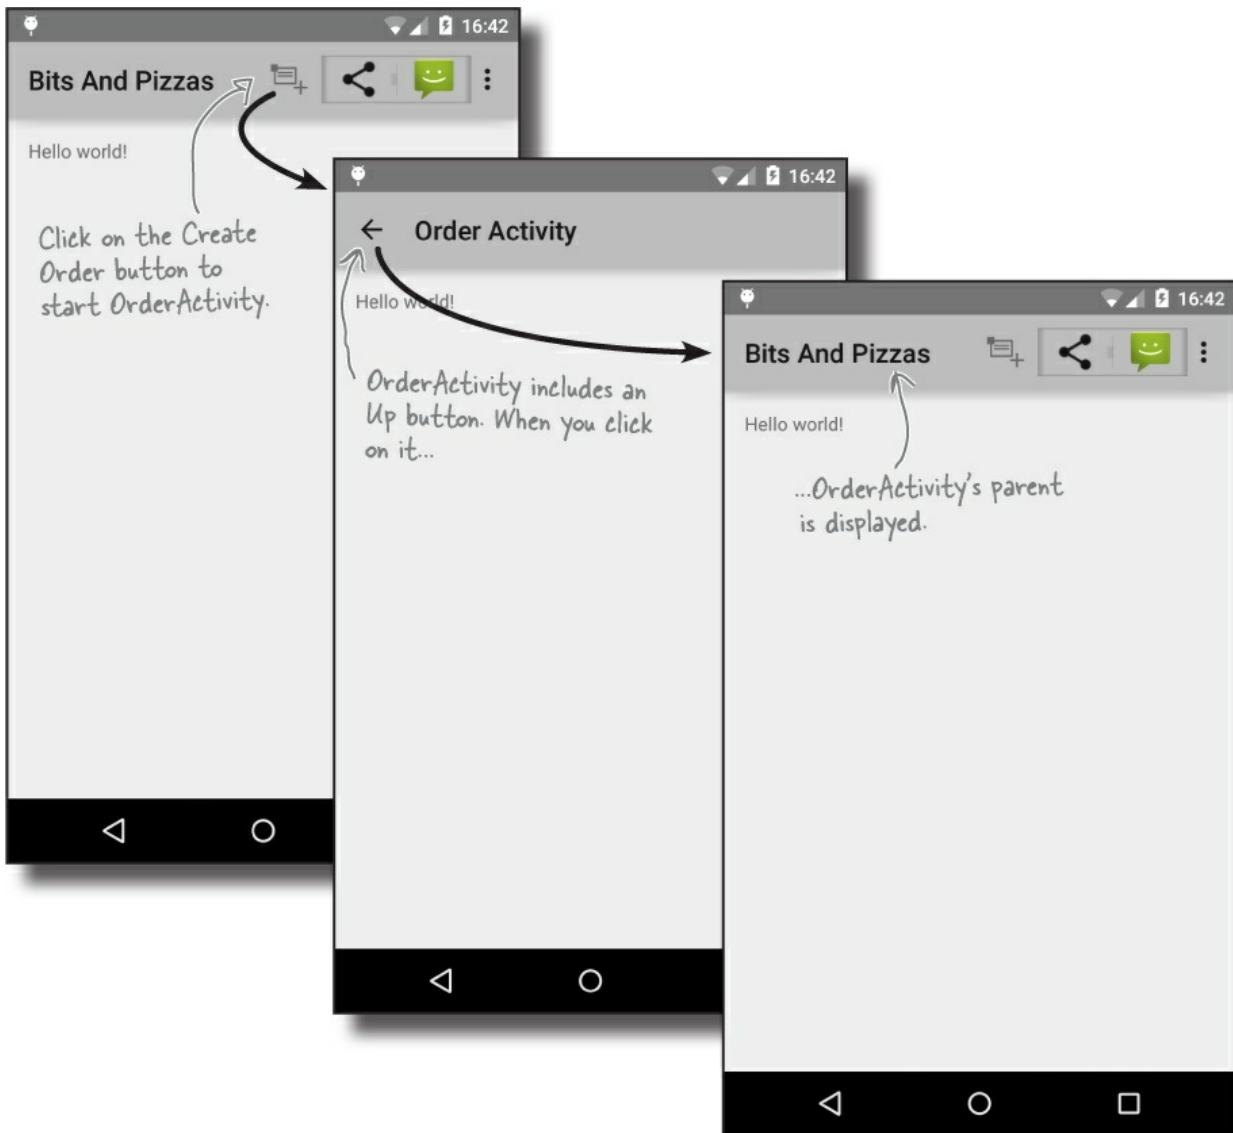 16:42
Bits And Pizzas
Hello world!
Click on the Create
Order button to
start OrderActivity.
16:42
Order Activity
Hello world!
OrderActivity includes an
Up button. When you click
on it...
16:42
Bits And Pizzas
Hello world!
...OrderActivity's parent
is displayed.